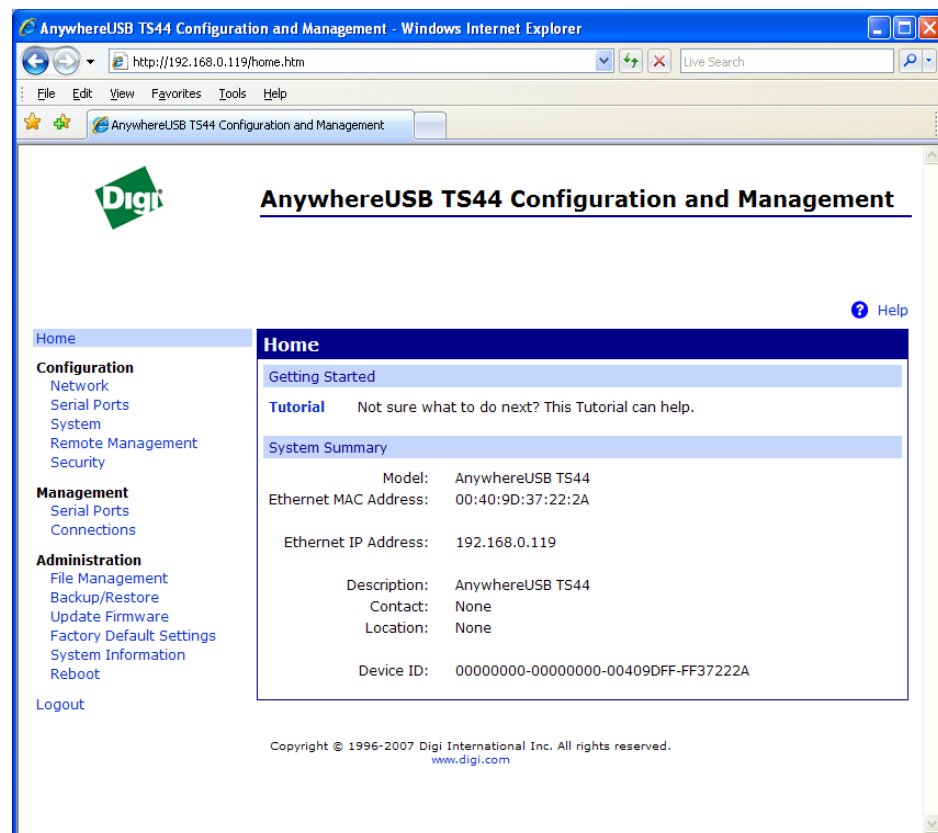 AnywhereUSB TS44 Configuration and Management - Windows Internet Explorer
http://192.168.0.119/home.htm
Live Search
File Edit View Favorites Tools Help
AnywhereUSB TS44 Configuration and Management
Digi
AnywhereUSB TS44 Configuration and Management
? Help
Home
Configuration
Network
Serial Ports
System
Remote Management
Security
Management
Serial Ports
Connections
Administration
File Management
Backup/Restore
Update Firmware
Factory Default Settings
System Information
Reboot
Logout
Home
Getting Started
Tutorial Not sure what to do next? This Tutorial can help.
System Summary
Model: AnywhereUSB TS44
Ethernet MAC Address: 00:40:9D:37:22:2A
Ethernet IP Address: 192.168.0.119
Description: AnywhereUSB TS44
Contact: None
Location: None
Device ID: 00000000-00000000-00409DFF-FF37222A
Copyright © 1996-2007 Digi International Inc. All rights reserved.
www.digi.com